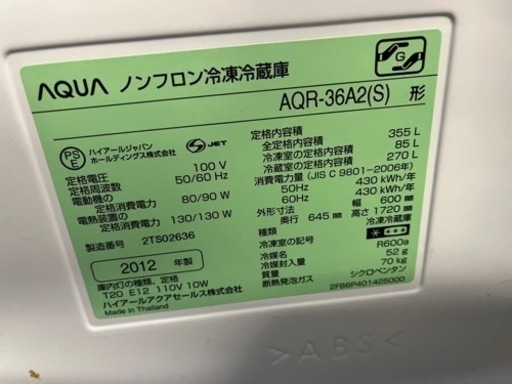 AQUA ノンフロン冷凍冷蔵庫
G
AQR-36A2(S) 形
PSE
ハイアールジャパン
ホールディングス株式会社
JET
定格電圧 100 V
定格周波数 50/60 Hz
電動機の
定格消費電力 80/90 W
電熱装置の
定格消費電力 130/130 W
製造番号 2TS02636
2012 年製
庫内灯の種類、定格
T20 E12 110V 10W
ハイアールアクアセールス株式会社
Made in Thailand
定格内容積 355 L
全定格内容積
冷凍室の定格内容積 85 L
冷蔵室の定格内容積 270 L
消費電力量 (JIS C 9801-2006年)
50Hz 430 kWh/年
60Hz 430 kWh/年
外形寸法 幅 600 mm
奥行 645 mm 高さ 1720 mm
種類 冷凍冷蔵庫
冷凍室の記号
冷媒名 R600a
冷媒封入量 52 g
質量 70 kg
断熱発泡ガス シクロペンタン
2FB6P401425000
>ABS<